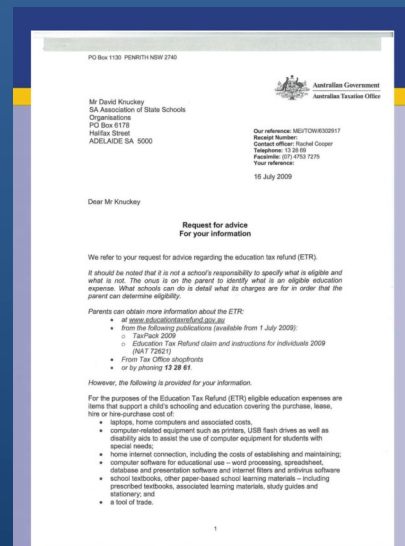 PO Box 1130 PENRITH NSW 2740
Australian Government
Australian Taxation Office
Mr David Knuckey
SA Association of State Schools
Organisations
PO Box 6178
Halifax Street
ADELAIDE SA 5000
Our reference: MEI/TOW/6302917
Receipt Number:
Contact officer: Rachel Cooper
Telephone: 13 28 69
Facsimile: (07) 4753 7275
Your reference:
16 July 2009
Dear Mr Knuckey
Request for advice
For your information
We refer to your request for advice regarding the education tax refund (ETR).
It should be noted that it is not a school's responsibility to specify what is eligible and
what is not. The onus is on the parent to identify what is an eligible education
expense. What schools can do is detail what its charges are for in order that the
parent can determine eligibility.
Parents can obtain more information about the ETR:
• at www.educationtaxrefund.gov.au
• from the following publications (available from 1 July 2009):
o TaxPack 2009
o Education Tax Refund claim and instructions for individuals 2009
(NAT 72621)
• From Tax Office shopfronts
• or by phoning 13 28 61.
However, the following is provided for your information.
For the purposes of the Education Tax Refund (ETR) eligible education expenses are
items that support a child's schooling and education covering the purchase, lease,
hire or hire-purchase cost of:
• laptops, home computers and associated costs,
• computer-related equipment such as printers, USB flash drives as well as
disability aids to assist the use of computer equipment for students with
special needs;
• home internet connection, including the costs of establishing and maintaining;
• computer software for educational use – word processing, spreadsheet,
database and presentation software and internet filters and antivirus software
• school textbooks, other paper-based school learning materials – including
prescribed textbooks, associated learning materials, study guides and
stationery; and
• a tool of trade.
1